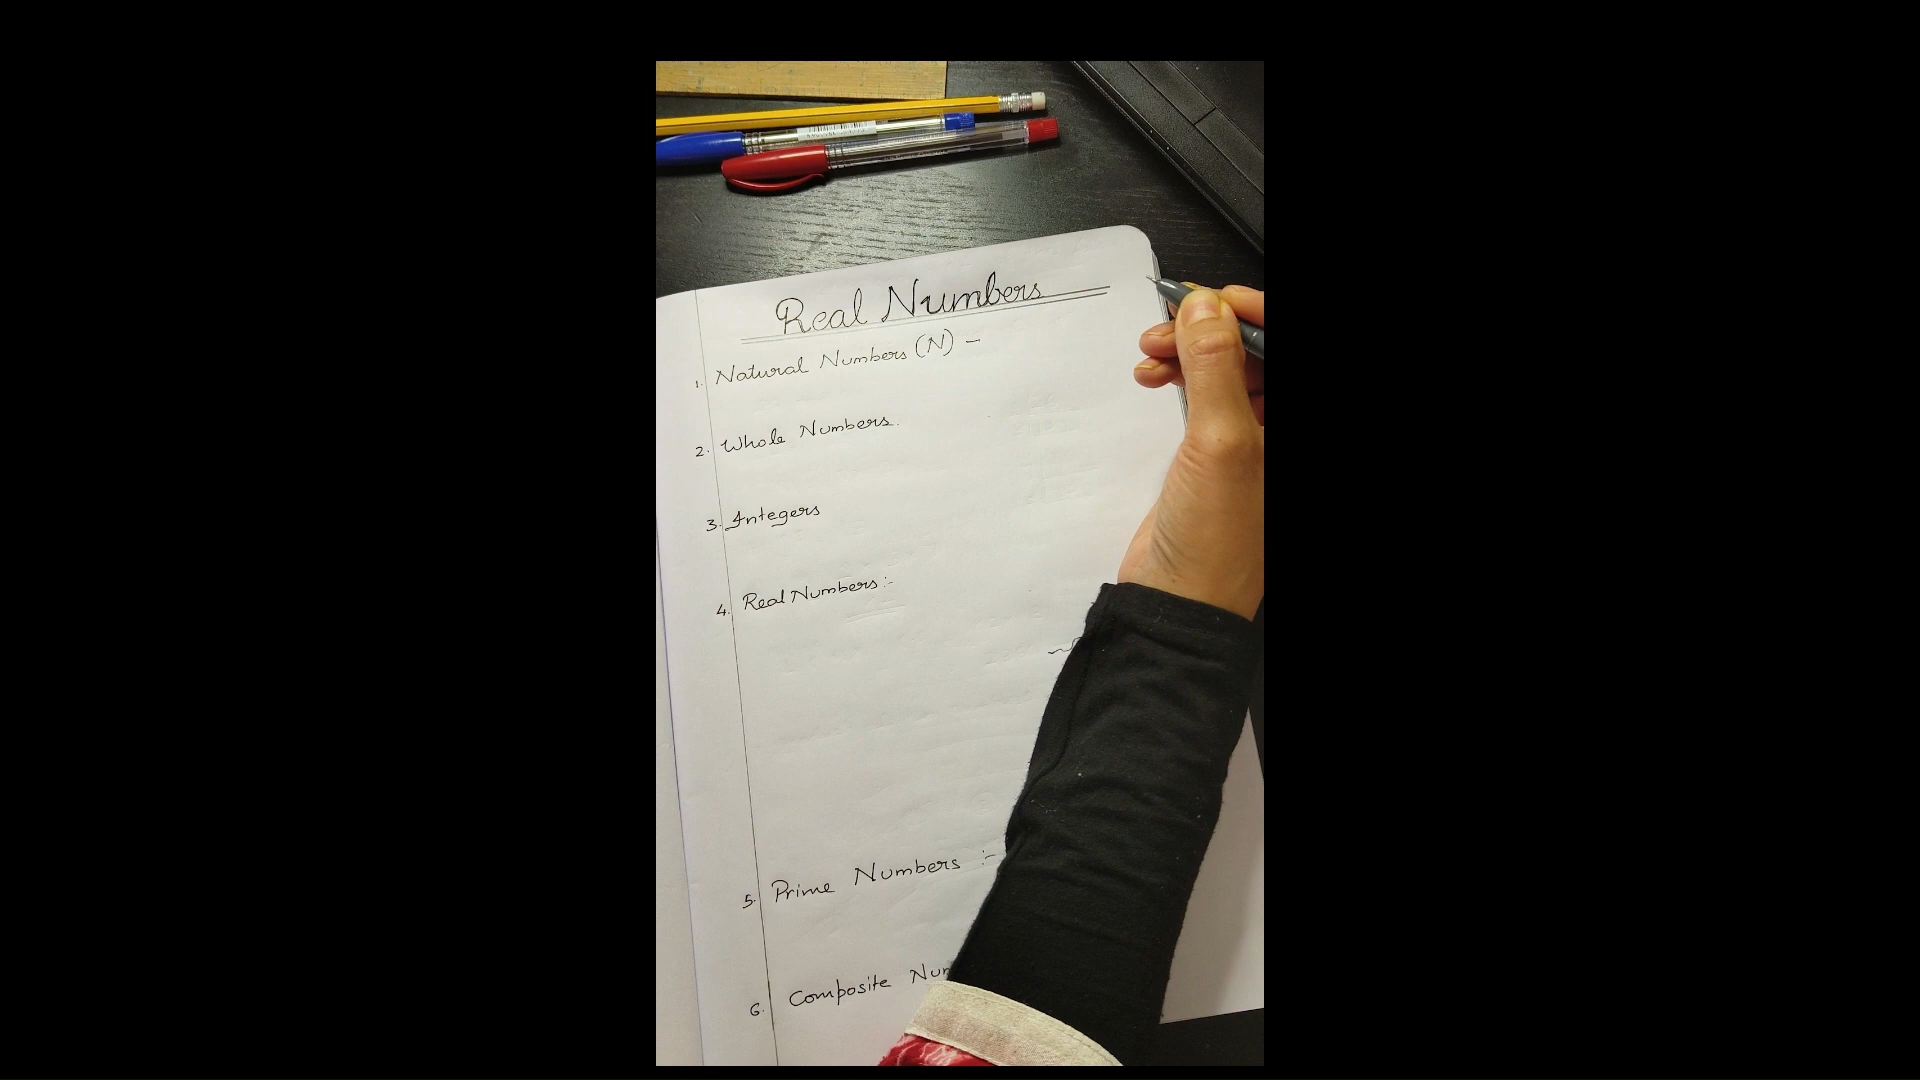 Real Numbers
1. Natural Numbers (N) -
2. Whole Numbers.
3. Integers
4. Real Numbers :-
5. Prime Numbers :-
6. Composite